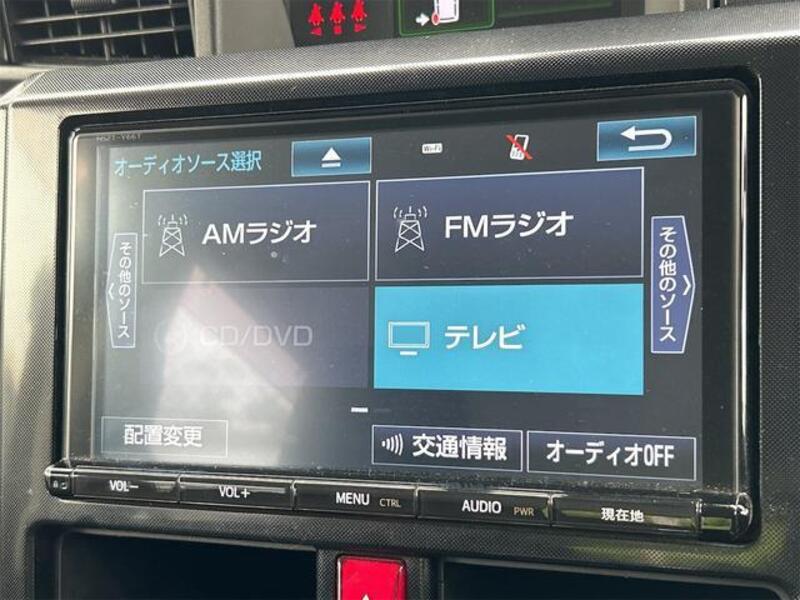 オーディオソース選択
Wi-Fi
AMラジオ
FMラジオ
その他のソース
その他のソース
CD/DVD
テレビ
配置変更
交通情報
オーディオOFF
VOL−
VOL+
MENU CTRL
AUDIO PWR
現在地